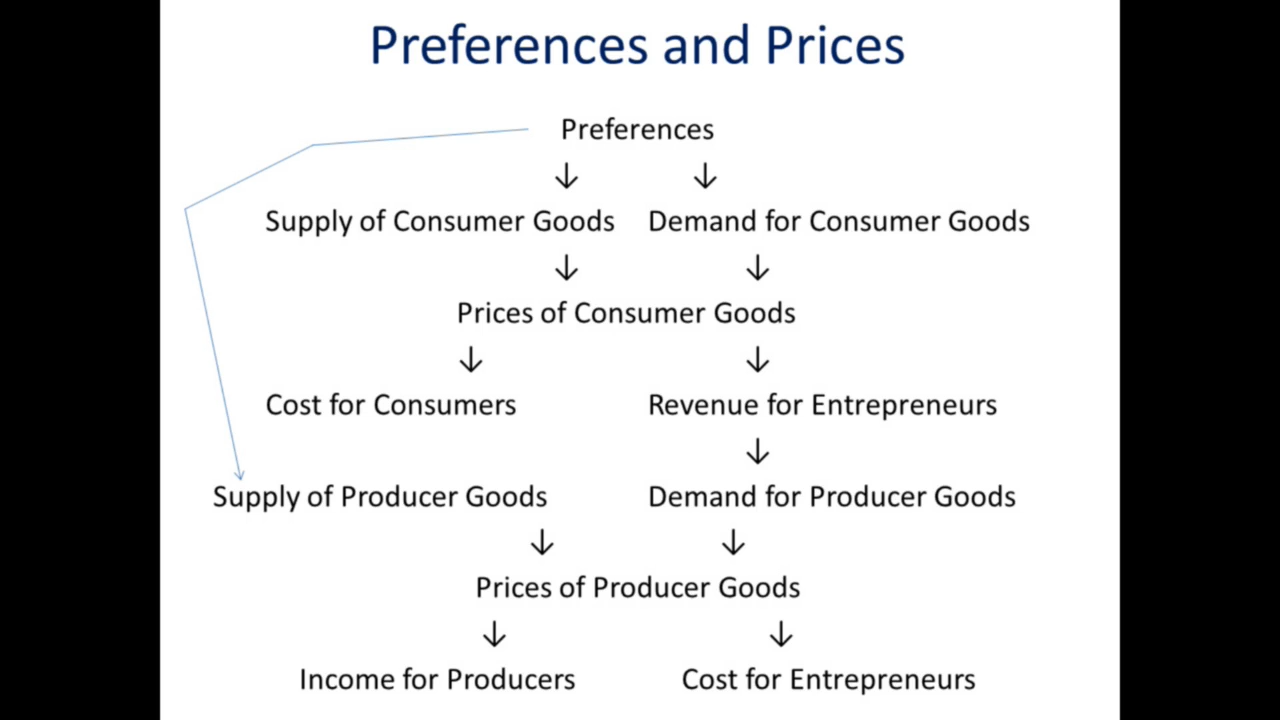 Preferences and Prices
Preferences
↓ ↓
Supply of Consumer Goods Demand for Consumer Goods
↓ ↓
Prices of Consumer Goods
↓ ↓
Cost for Consumers Revenue for Entrepreneurs
↓
Supply of Producer Goods Demand for Producer Goods
↓ ↓
Prices of Producer Goods
↓ ↓
Income for Producers Cost for Entrepreneurs